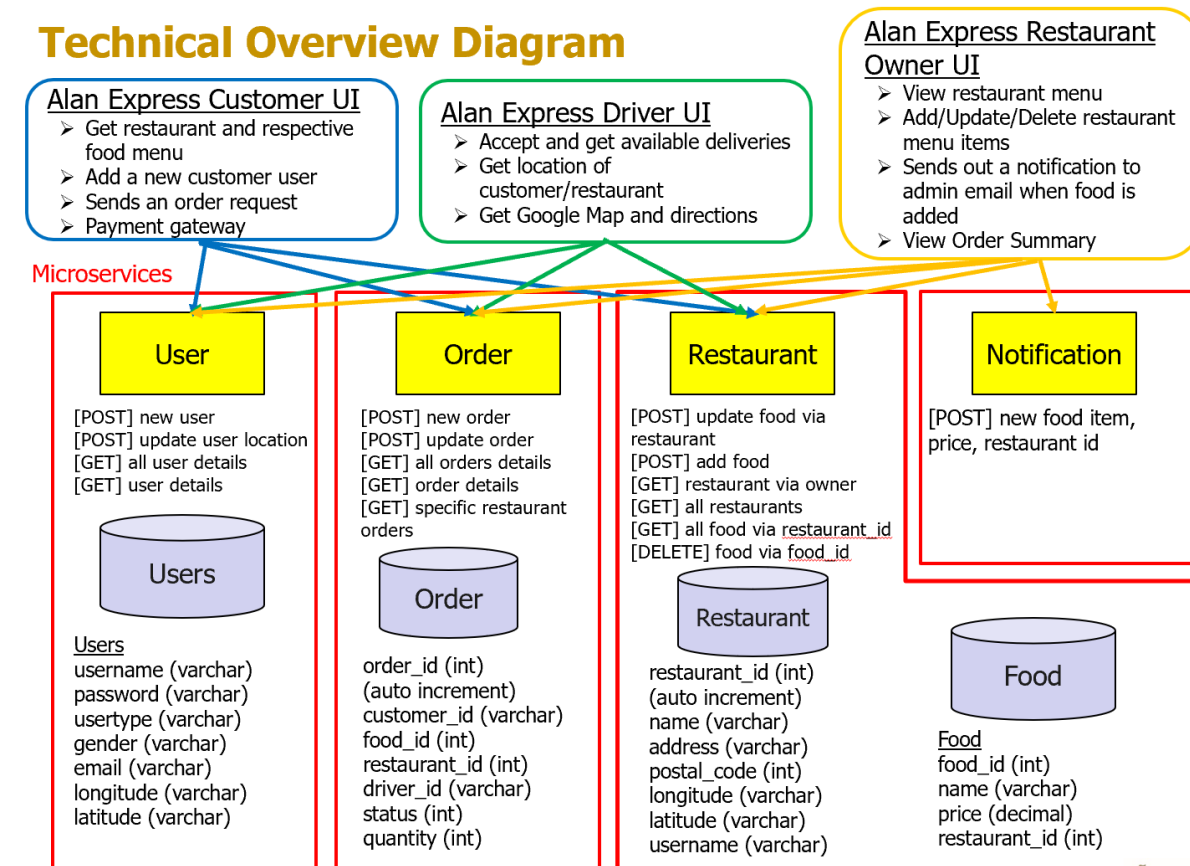 Technical Overview Diagram
Alan Express Customer UI
➢ Get restaurant and respective
food menu
➢ Add a new customer user
➢ Sends an order request
➢ Payment gateway
Alan Express Driver UI
➢ Accept and get available deliveries
➢ Get location of
customer/restaurant
➢ Get Google Map and directions
Alan Express Restaurant
Owner UI
➢ View restaurant menu
➢ Add/Update/Delete restaurant
menu items
➢ Sends out a notification to
admin email when food is
added
➢ View Order Summary
Microservices
User
[POST] new user
[POST] update user location
[GET] all user details
[GET] user details
Users
Users
username (varchar)
password (varchar)
usertype (varchar)
gender (varchar)
email (varchar)
longitude (varchar)
latitude (varchar)
Order
[POST] new order
[POST] update order
[GET] all orders details
[GET] order details
[GET] specific restaurant
orders
Order
order_id (int)
(auto increment)
customer_id (varchar)
food_id (int)
restaurant_id (int)
driver_id (varchar)
status (int)
quantity (int)
Restaurant
[POST] update food via
restaurant
[POST] add food
[GET] restaurant via owner
[GET] all restaurants
[GET] all food via restaurant_id
[DELETE] food via food_id
Restaurant
restaurant_id (int)
(auto increment)
name (varchar)
address (varchar)
postal_code (int)
longitude (varchar)
latitude (varchar)
username (varchar)
Notification
[POST] new food item,
price, restaurant id
Food
Food
food_id (int)
name (varchar)
price (decimal)
restaurant_id (int)